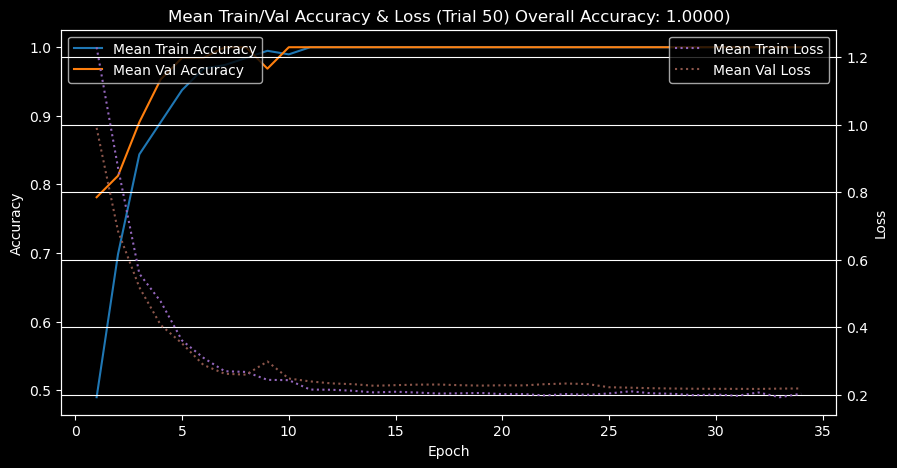 Mean Train/Val Accuracy & Loss (Trial 50) Overall Accuracy: 1.0000)
Mean Train Accuracy
Mean Val Accuracy
Mean Train Loss
Mean Val Loss
1.0
0.9
0.8
0.7
0.6
0.5
Accuracy
1.2
1.0
0.8
0.6
0.4
0.2
Loss
0 5 10 15 20 25 30 35
Epoch